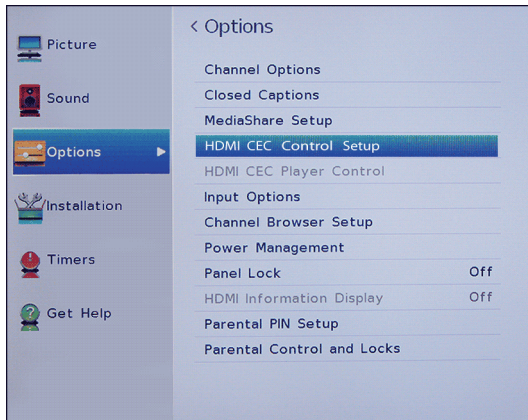 < Options
Picture
Sound
Options
Installation
Timers
Get Help
Channel Options
Closed Captions
MediaShare Setup
HDMI CEC Control Setup
HDMI CEC Player Control
Input Options
Channel Browser Setup
Power Management
Panel Lock Off
HDMI Information Display Off
Parental PIN Setup
Parental Control and Locks